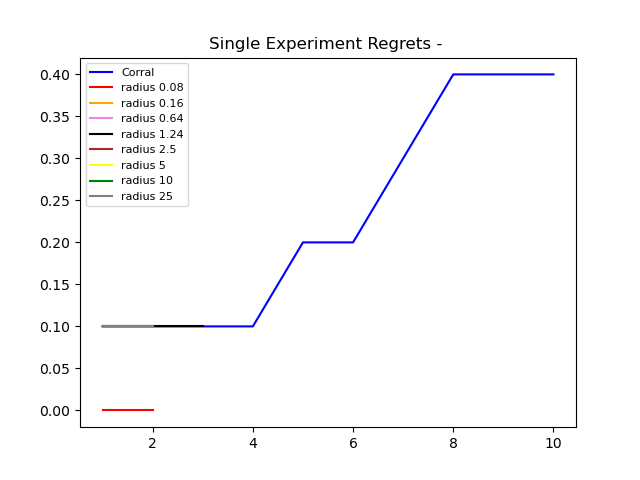 Single Experiment Regrets -
Corral
radius 0.08
radius 0.16
radius 0.64
radius 1.24
radius 2.5
radius 5
radius 10
radius 25
0.40
0.35
0.30
0.25
0.20
0.15
0.10
0.05
0.00
2 4 6 8 10